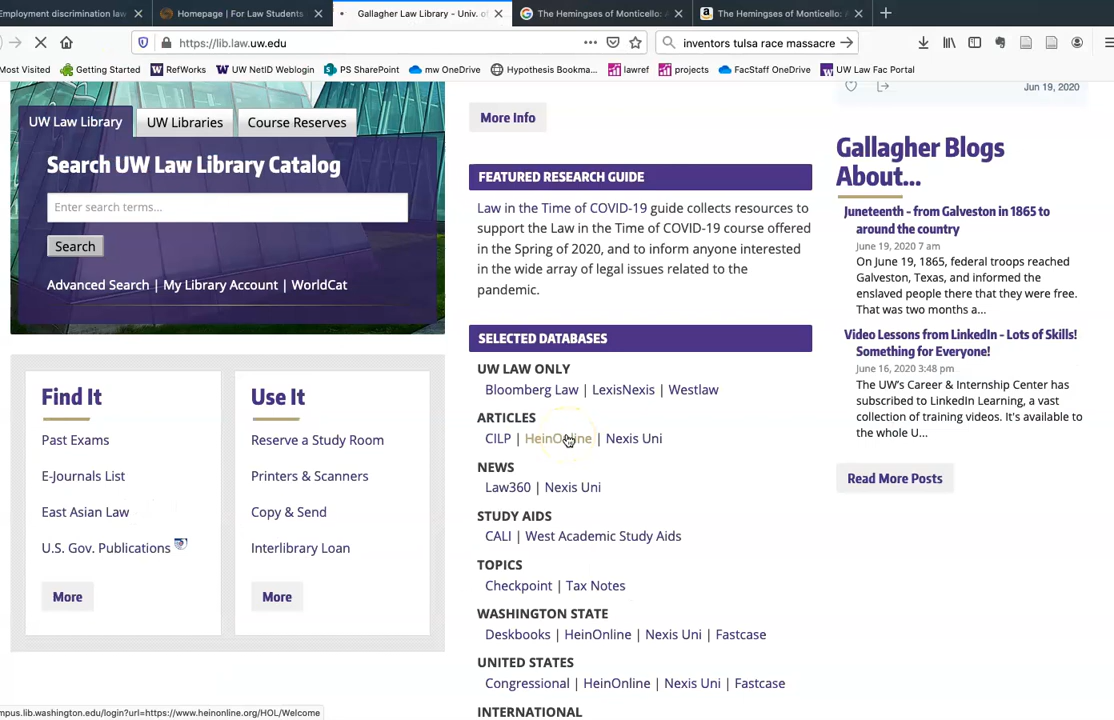 Employment discrimination law
Homepage | For Law Students
Gallagher Law Library - Univ. of
The Hemingses of Monticello: A
The Hemingses of Monticello: A
https://lib.law.uw.edu
inventors tulsa race massacre
Most Visited
Getting Started
RefWorks
UW NetID Weblogin
PS SharePoint
mw OneDrive
Hypothesis Bookma...
lawref
projects
FacStaff OneDrive
UW Law Fac Portal
UW Law Library
UW Libraries
Course Reserves
Search UW Law Library Catalog
Enter search terms...
Search
Advanced Search | My Library Account | WorldCat
Find It
Past Exams
E-Journals List
East Asian Law
U.S. Gov. Publications
More
Use It
Reserve a Study Room
Printers & Scanners
Copy & Send
Interlibrary Loan
More
More Info
FEATURED RESEARCH GUIDE
Law in the Time of COVID-19 guide collects resources to
support the Law in the Time of COVID-19 course offered
in the Spring of 2020, and to inform anyone interested
in the wide array of legal issues related to the
pandemic.
SELECTED DATABASES
UW LAW ONLY
Bloomberg Law | LexisNexis | Westlaw
ARTICLES
CILP | HeinOnline | Nexis Uni
NEWS
Law360 | Nexis Uni
STUDY AIDS
CALI | West Academic Study Aids
TOPICS
Checkpoint | Tax Notes
WASHINGTON STATE
Deskbooks | HeinOnline | Nexis Uni | Fastcase
UNITED STATES
Congressional | HeinOnline | Nexis Uni | Fastcase
INTERNATIONAL
Jun 19, 2020
Gallagher Blogs
About...
Juneteenth - from Galveston in 1865 to
around the country
June 19, 2020 7 am
On June 19, 1865, federal troops reached
Galveston, Texas, and informed the
enslaved people there that they were free.
That was two months a...
Video Lessons from LinkedIn - Lots of Skills!
Something for Everyone!
June 16, 2020 3:48 pm
The UW's Career & Internship Center has
subscribed to LinkedIn Learning, a vast
collection of training videos. It's available to
the whole U...
Read More Posts
mpus.lib.washington.edu/login?url=https://www.heinonline.org/HOL/Welcome